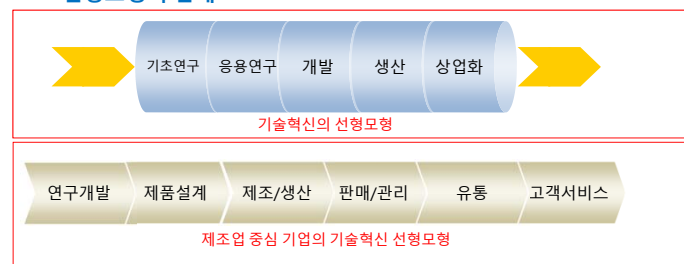 기초연구 응용연구 개발 생산 상업화
기술혁신의 선형모형
연구개발 제품설계 제조/생산 판매/관리 유통 고객서비스
제조업 중심 기업의 기술혁신 선형모형